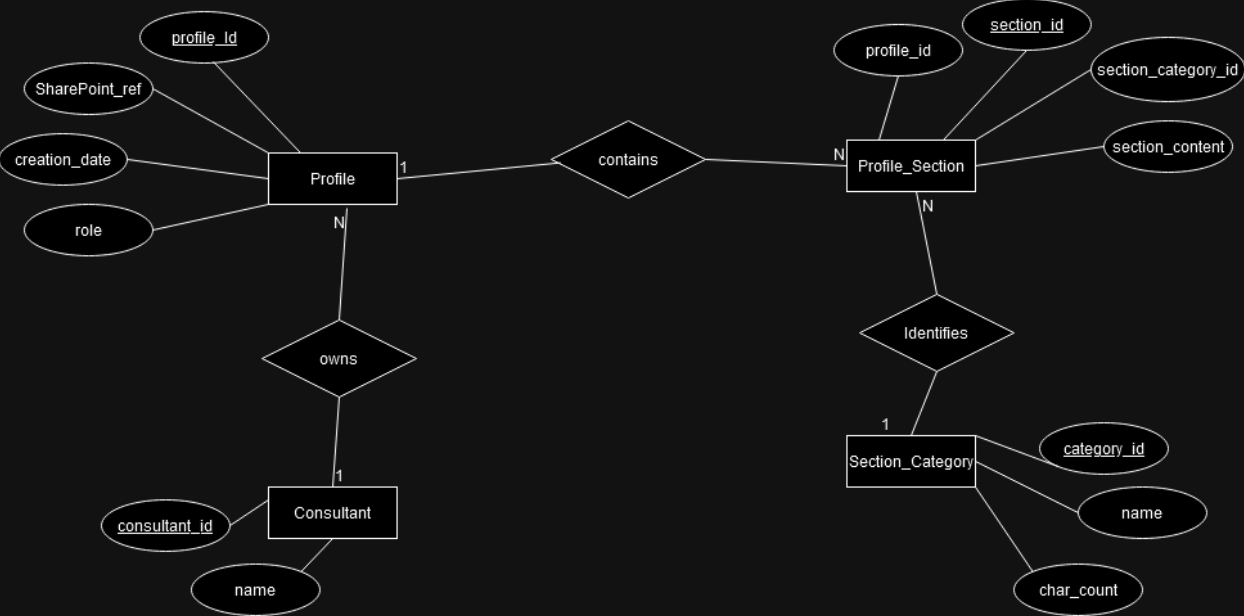 profile_Id
SharePoint_ref
creation_date
role
Profile
1
contains
N
Profile_Section
profile_id
section_id
section_category_id
section_content
N
owns
1
Consultant
consultant_id
name
N
Identifies
1
Section_Category
category_id
name
char_count